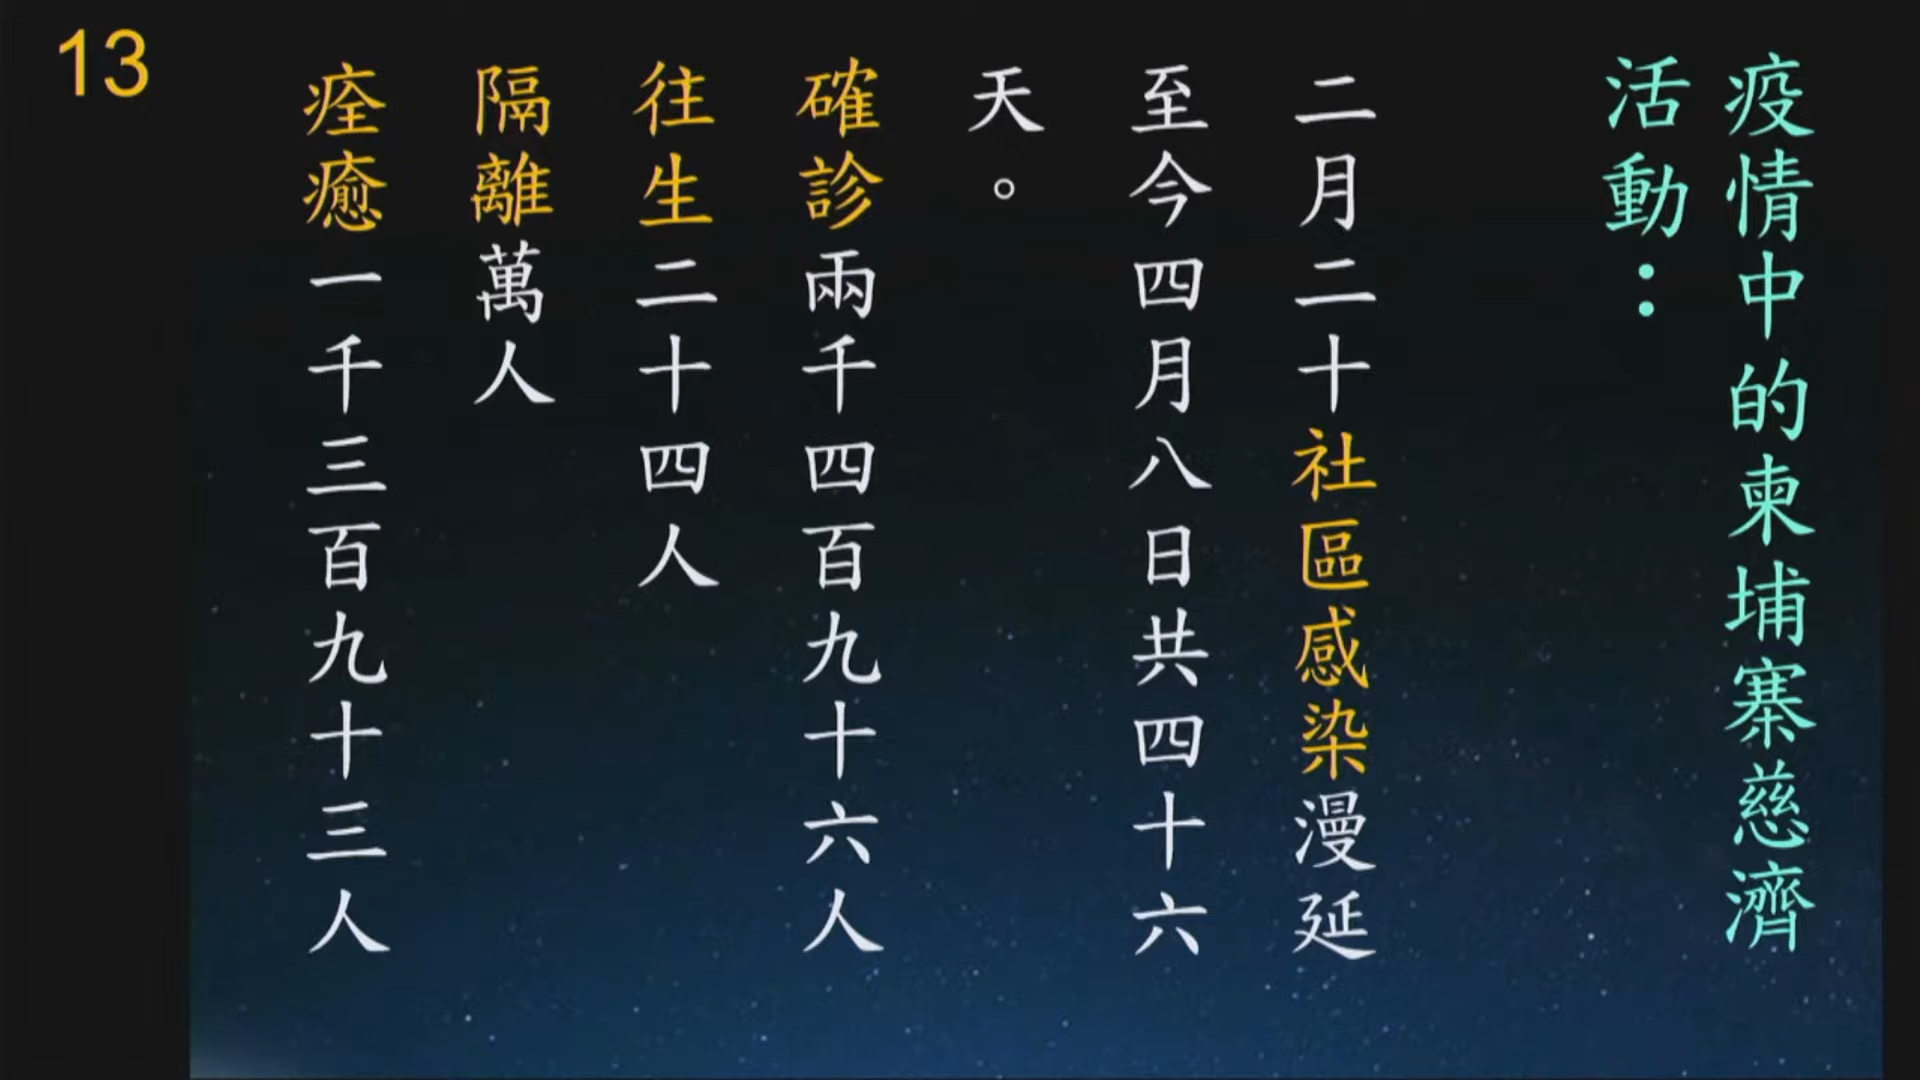 13
疫情中的柬埔寨慈濟
活動：
二月二十社區感染漫延
至今四月八日共四十六
天。
確診兩千四百九十六人
往生二十四人
隔離萬人
痊癒一千三百九十三人